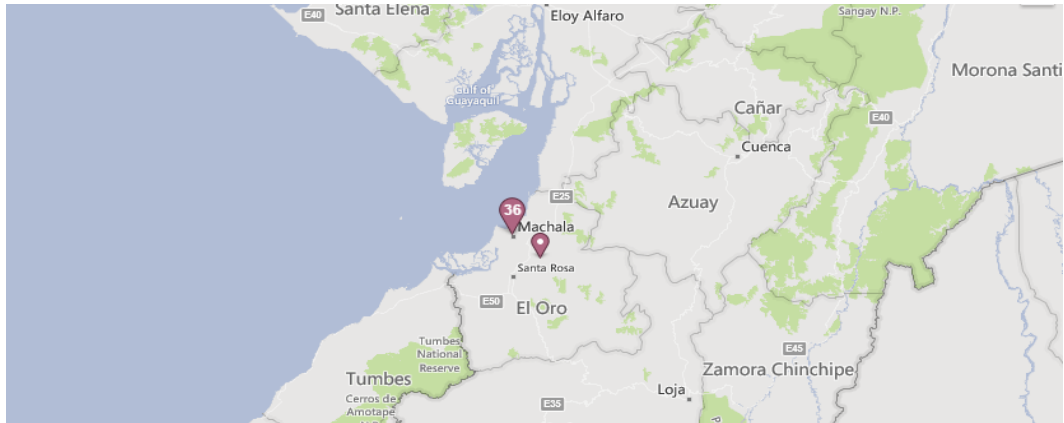 E40
Santa Elena
Eloy Alfaro
Sangay N.P.
Morona Santi
Gulf of
Guayaquil
Cañar
E40
Cuenca
E25
Azuay
36
Machala
Santa Rosa
E50
El Oro
Tumbes
National
Reserve
E45
Tumbes
Zamora Chinchipe
Cerros de
Amotape
Loja
E35